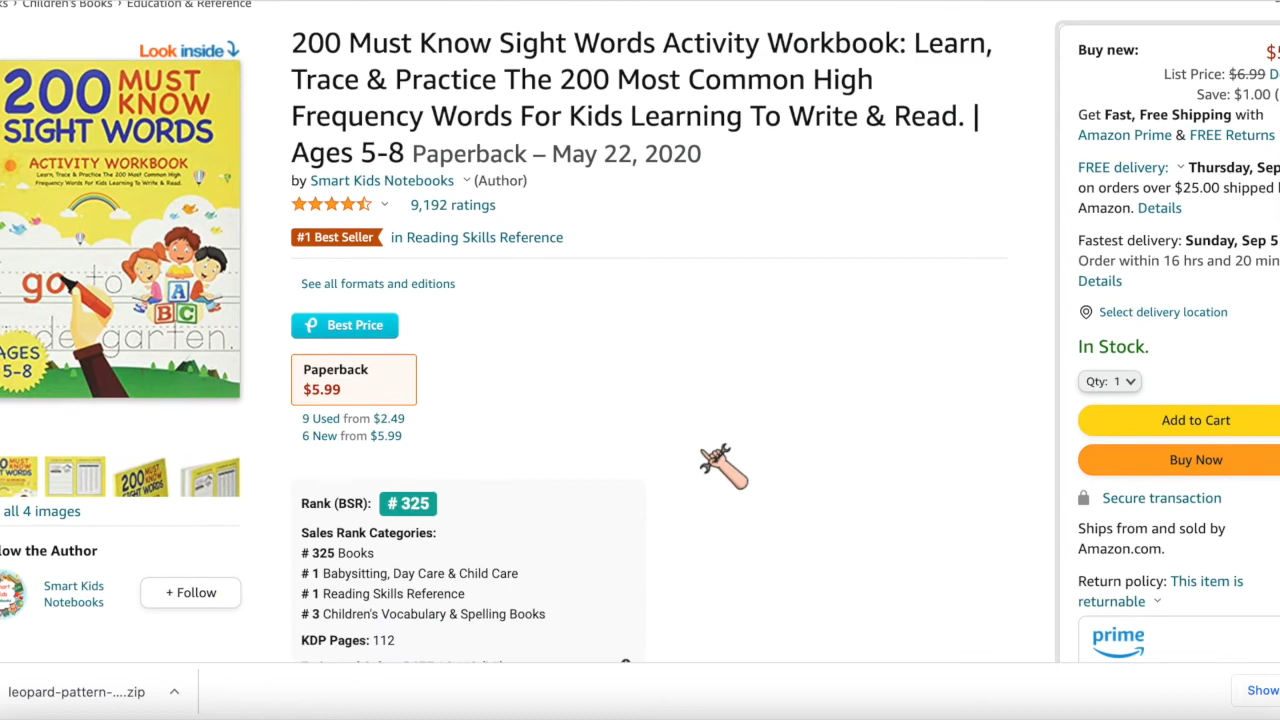 ks › Children's Books › Education & Reference
Look inside
200 MUST
KNOW
SIGHT WORDS
ACTIVITY WORKBOOK
Learn, Trace & Practice The 200 Most Common High
Frequency Words For Kids Learning To Write & Read.
go to
kindergarten.
A
B C
AGES
5-8
all 4 images
low the Author
Smart Kids
Notebooks
+ Follow
200 Must Know Sight Words Activity Workbook: Learn,
Trace & Practice The 200 Most Common High
Frequency Words For Kids Learning To Write & Read. |
Ages 5-8 Paperback – May 22, 2020
by Smart Kids Notebooks (Author)
9,192 ratings
#1 Best Seller in Reading Skills Reference
See all formats and editions
Best Price
Paperback
$5.99
9 Used from $2.49
6 New from $5.99
Rank (BSR): # 325
Sales Rank Categories:
# 325 Books
# 1 Babysitting, Day Care & Child Care
# 1 Reading Skills Reference
# 3 Children's Vocabulary & Spelling Books
KDP Pages: 112
Buy new:
List Price: $6.99
Save: $1.00 (
Get Fast, Free Shipping with
Amazon Prime & FREE Returns
FREE delivery: Thursday, Sep
on orders over $25.00 shipped
Amazon. Details
Fastest delivery: Sunday, Sep 5
Order within 16 hrs and 20 min
Details
Select delivery location
In Stock.
Qty: 1
Add to Cart
Buy Now
Secure transaction
Ships from and sold by
Amazon.com.
Return policy: This item is
returnable
prime
leopard-pattern-....zip
Show